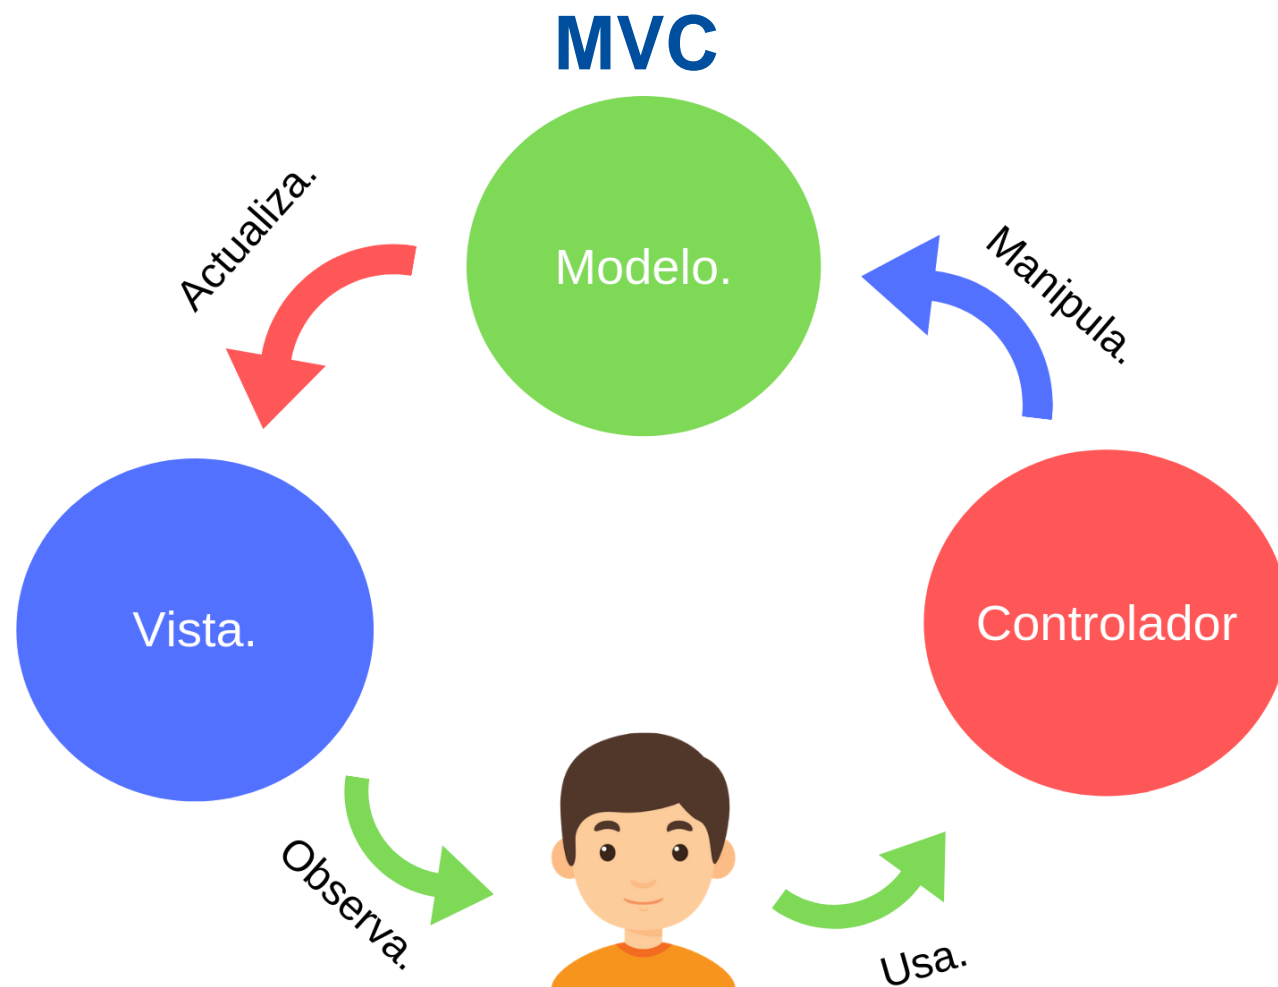 MVC
Actualiza.
Modelo.
Manipula.
Vista.
Controlador
Observa.
Usa.